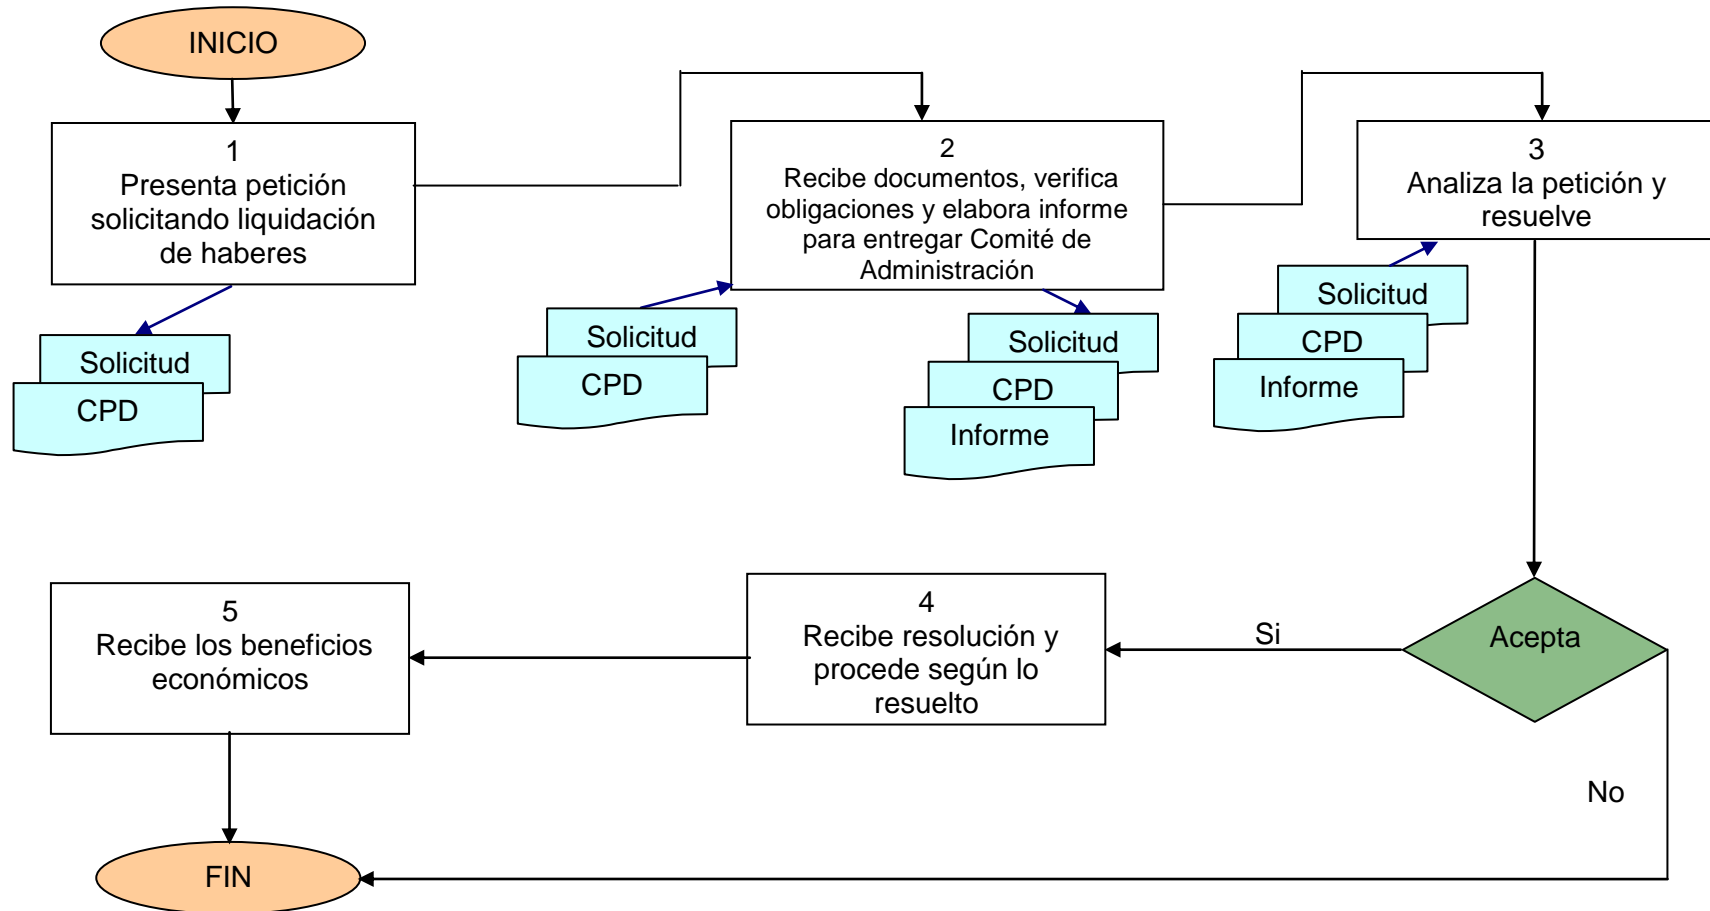 INICIO
1
Presenta petición
solicitando liquidación
de haberes
2
Recibe documentos, verifica
obligaciones y elabora informe
para entregar Comité de
Administración
3
Analiza la petición y
resuelve
Solicitud
CPD
Solicitud
CPD
Solicitud
CPD
Informe
Solicitud
CPD
Informe
Acepta
Si
No
4
Recibe resolución y
procede según lo
resuelto
5
Recibe los beneficios
económicos
FIN